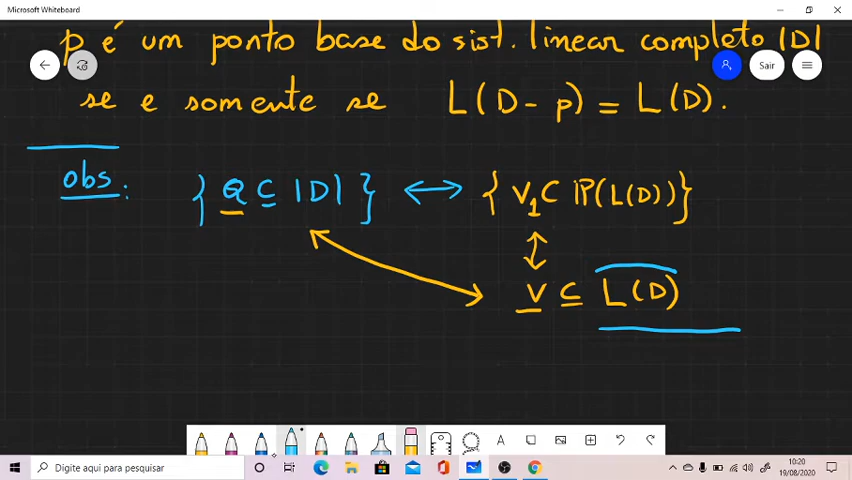 Microsoft Whiteboard
p é um ponto base do sist. linear completo |D|
Sair
se e somente se L(D-p) = L(D).
obs: { Q ⊆ |D| } ↔ { V₁ ⊂ ℙ(L(D)) }
↕
V ⊆ L(D)
Digite aqui para pesquisar
10:20
19/08/2020